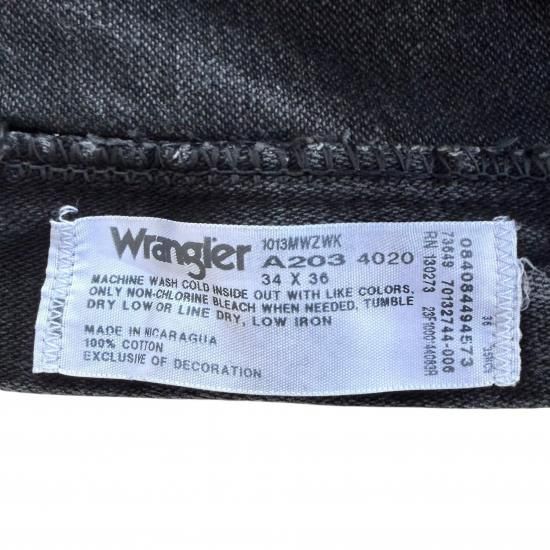 Wrangler
1013MWZWK
A203 4020
34 X 36
MACHINE WASH COLD INSIDE OUT WITH LIKE COLORS.
ONLY NON-CHLORINE BLEACH WHEN NEEDED. TUMBLE
DRY LOW OR LINE DRY, LOW IRON
MADE IN NICARAGUA
100% COTTON
EXCLUSIVE OF DECORATION
084084494573
73649 70132744-006
RN 130273
36